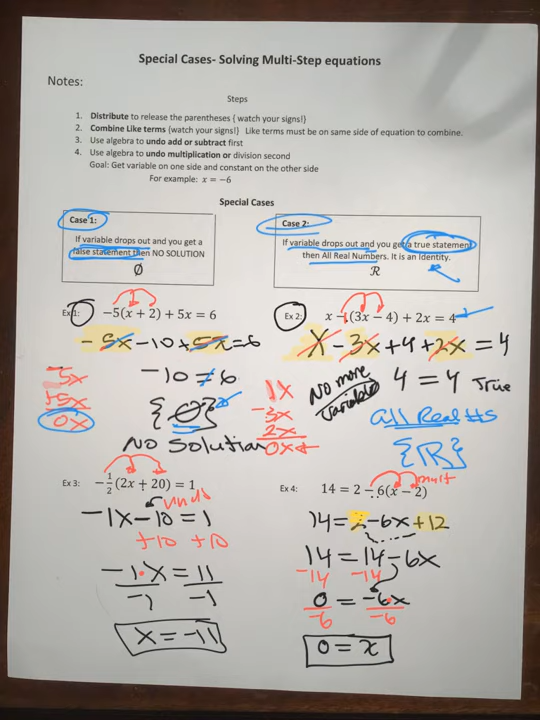 Special Cases- Solving Multi-Step equations
Notes:
Steps
1. Distribute to release the parentheses ( watch your signs!)
2. Combine Like terms (watch your signs!) Like terms must be on same side of equation to combine.
3. Use algebra to undo add or subtract first
4. Use algebra to undo multiplication or division second
Goal: Get variable on one side and constant on the other side
For example: x = −6
Special Cases
Case 1:
If variable drops out and you get a
false statement then NO SOLUTION
Ø
Case 2:
If variable drops out and you get a true statement
then All Real Numbers. It is an Identity.
ℛ
Ex 1: −5(x + 2) + 5x = 6
-5x-10+5x=6
-10=6
-5x
+5x
0x
{Ø}
No Solution
Ex 2: x − (3x − 4) + 2x = 4
x-3x+4+2x=4
No more
variable
4=4 True
1x
-3x
2x
0x
All Real #s
{ℝ}
Ex 3: −1/2(2x + 20) = 1
undo
-1x-10=1
+10 +10
-1·x=11
-1 -1
x=-11
Ex 4: 14 = 2 − 6(x − 2)
mult
14=2-6x+12
14=14-6x
-14 -14
0=-6x
-6 -6
0=x